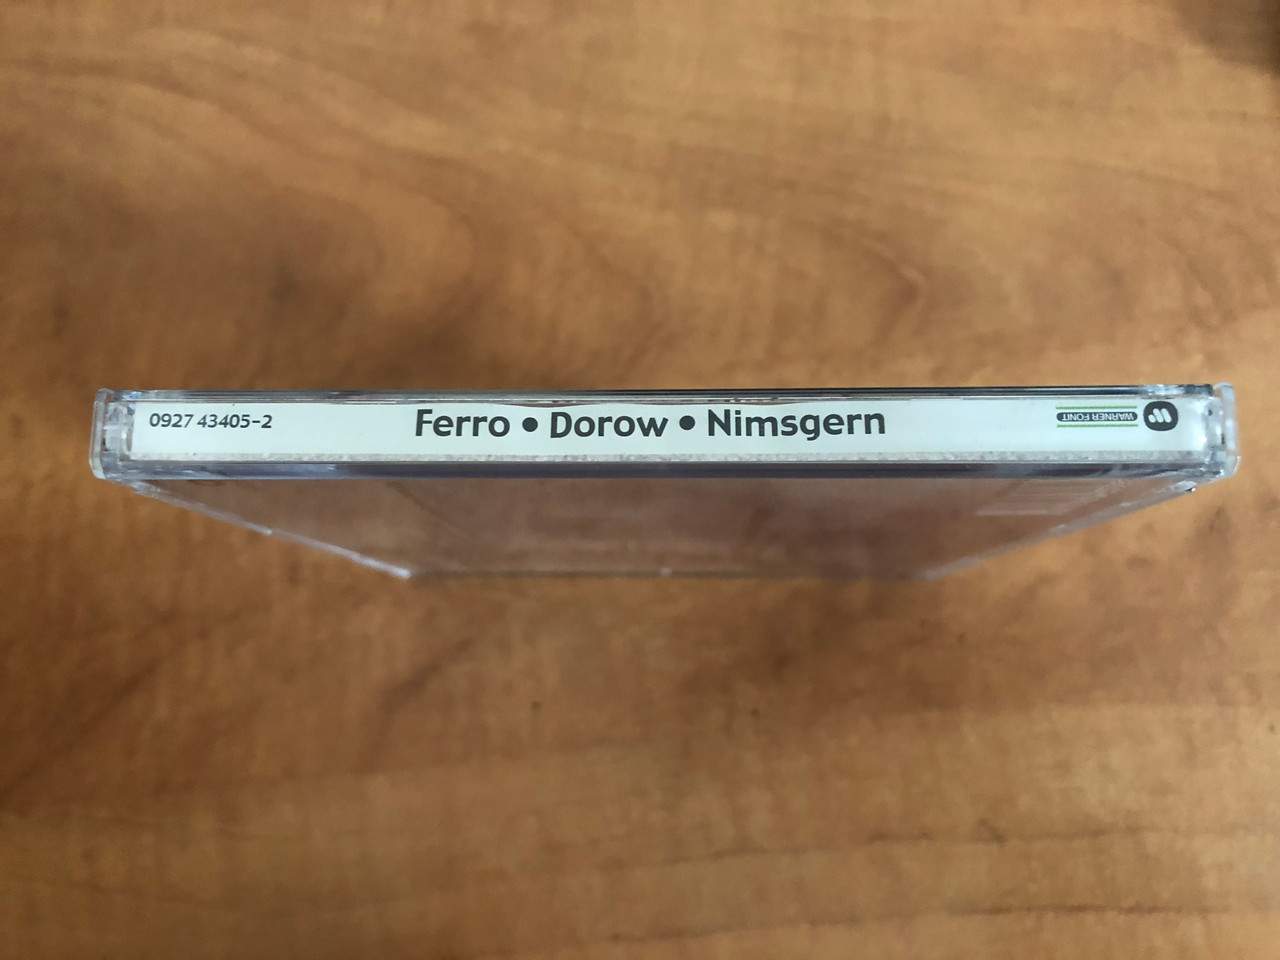 0927 43405-2 Ferro • Dorow • Nimsgern WARNER FONIT